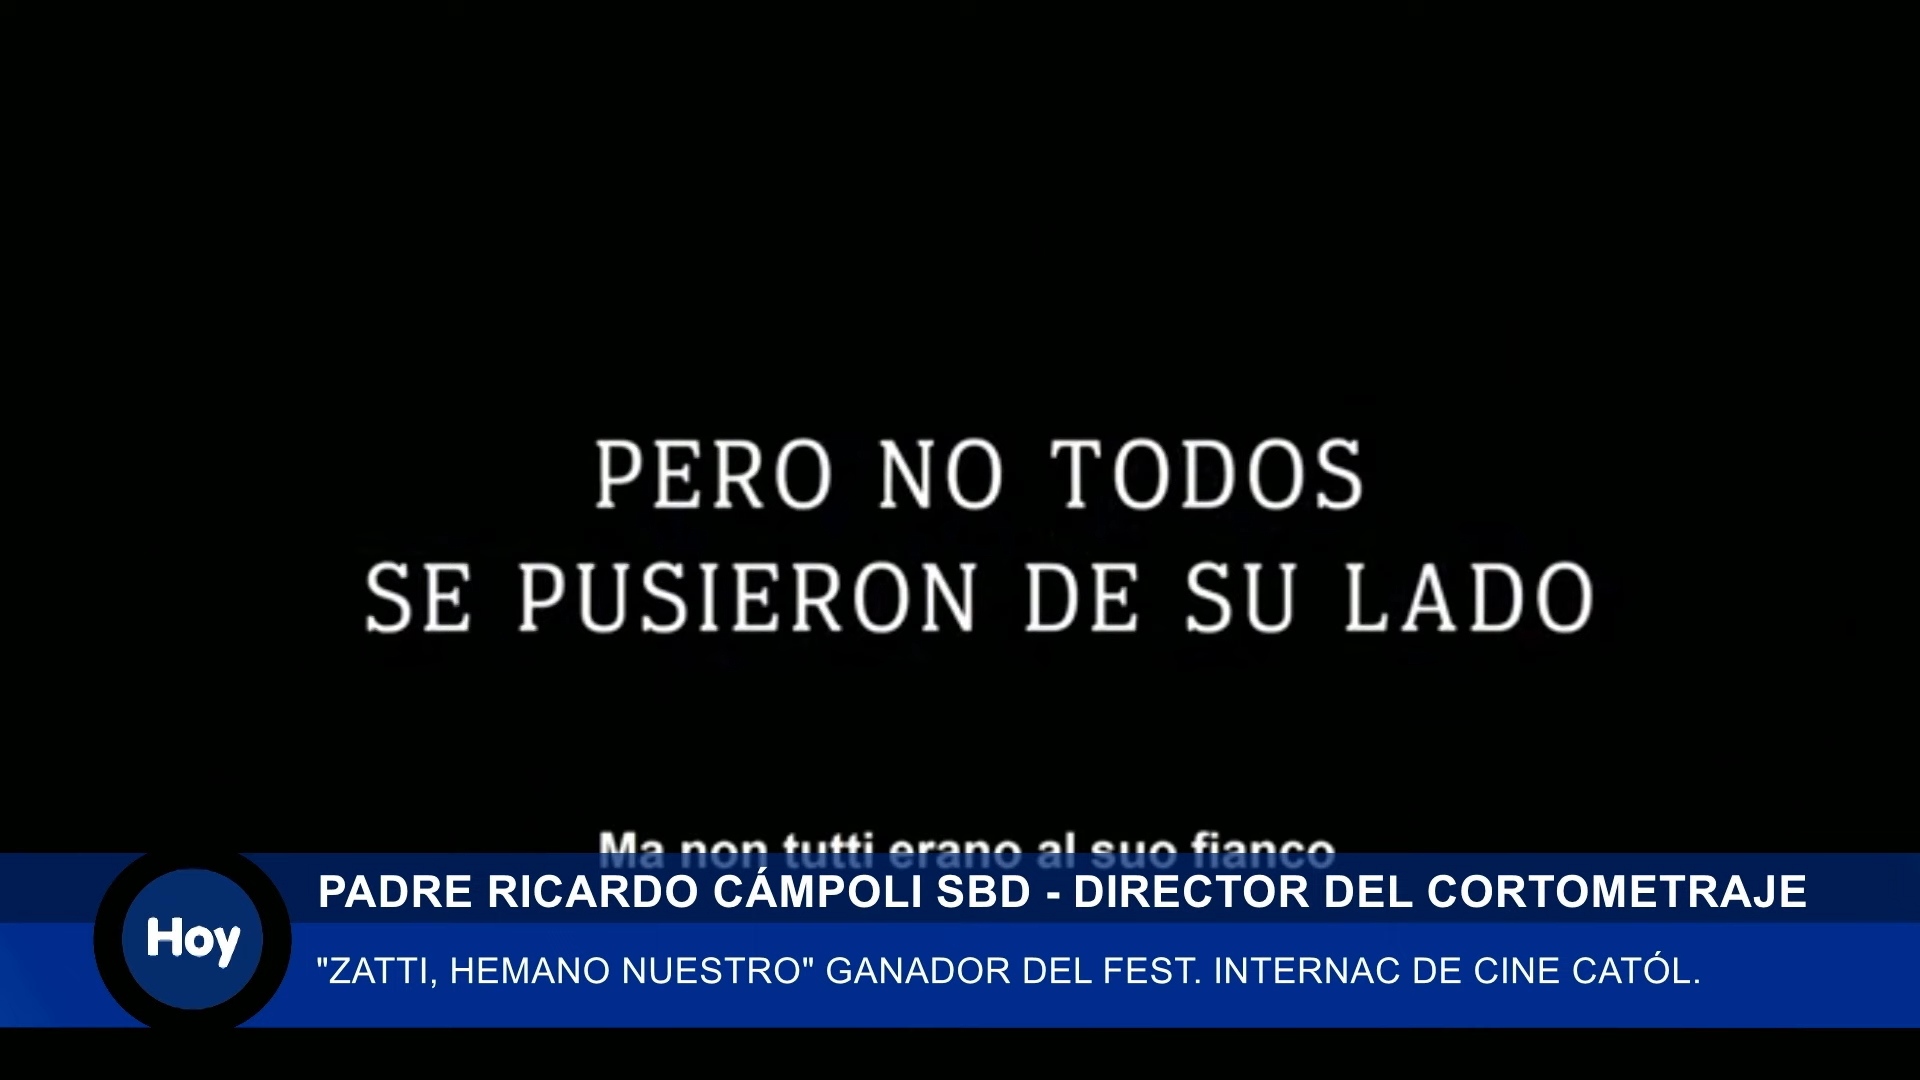 PERO NO TODOS
SE PUSIERON DE SU LADO
Ma non tutti erano al suo fianco
PADRE RICARDO CÁMPOLI SBD - DIRECTOR DEL CORTOMETRAJE
Hoy
"ZATTI, HEMANO NUESTRO" GANADOR DEL FEST. INTERNAC DE CINE CATÓL.